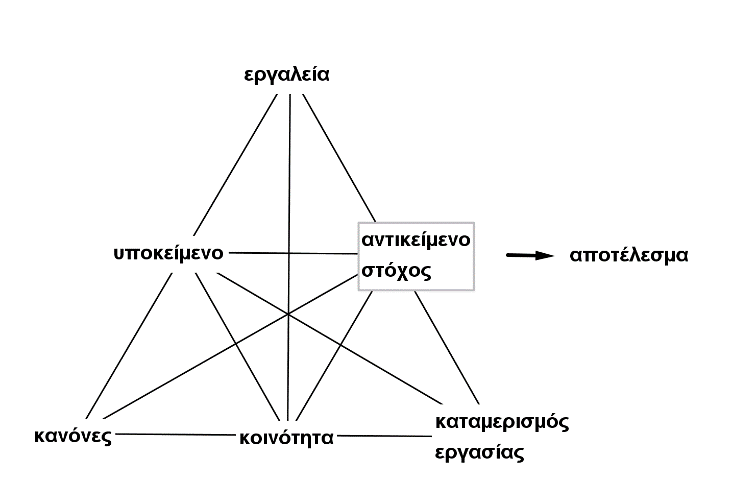 εργαλεία
υποκείμενο
αντικείμενο
στόχος
αποτέλεσμα
κανόνες
κοινότητα
καταμερισμός
εργασίας